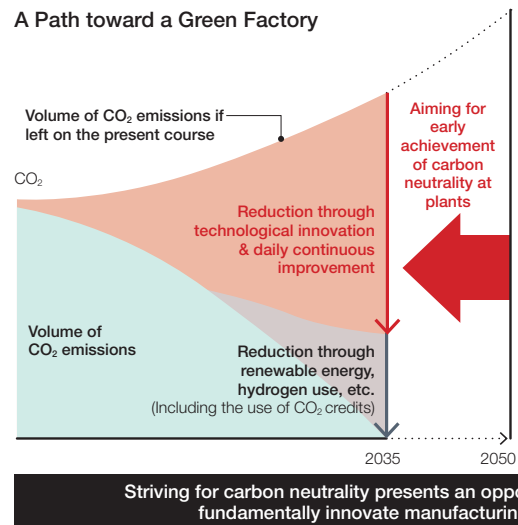 A Path toward a Green Factory
Volume of CO₂ emissions if
left on the present course
Aiming for
early
achievement
of carbon
neutrality at
plants
CO₂
Reduction through
technological innovation
& daily continuous
improvement
Volume of
CO₂ emissions
Reduction through
renewable energy,
hydrogen use, etc.
(Including the use of CO₂ credits)
2035
2050
Striving for carbon neutrality presents an
fundamentally innovate